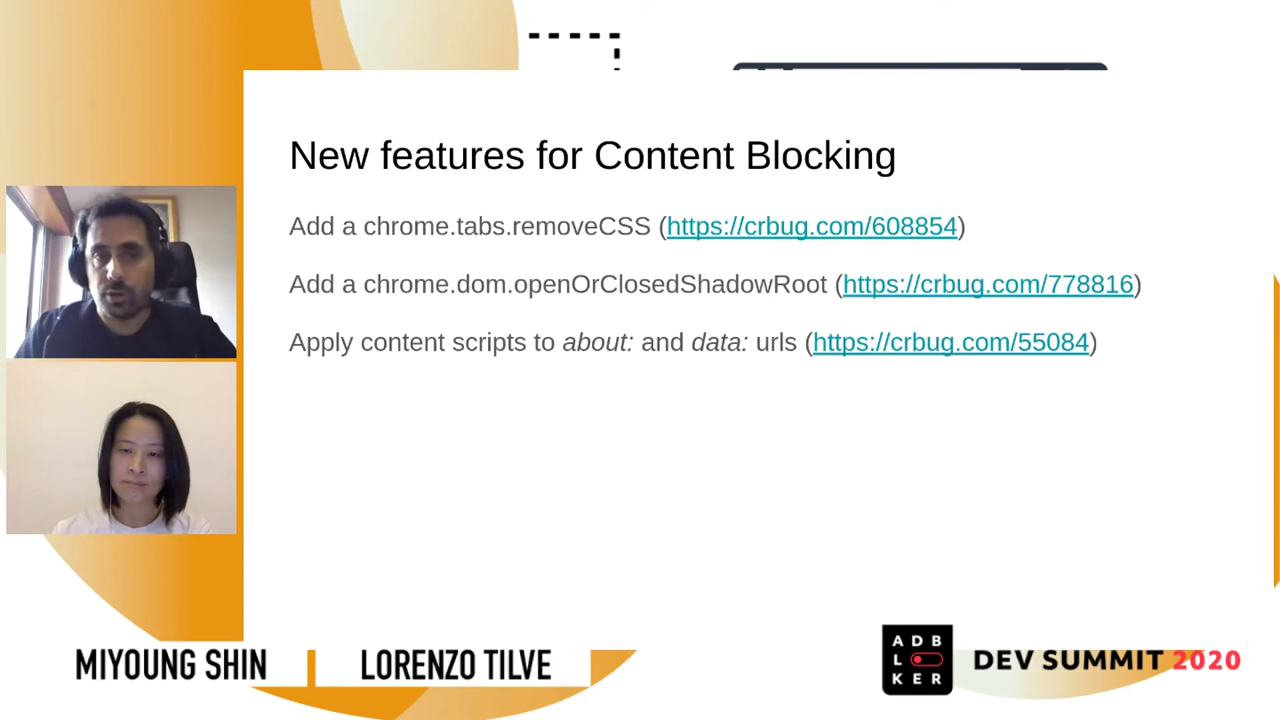 New features for Content Blocking
Add a chrome.tabs.removeCSS (https://crbug.com/608854)
Add a chrome.dom.openOrClosedShadowRoot (https://crbug.com/778816)
Apply content scripts to about: and data: urls (https://crbug.com/55084)
MIYOUNG SHIN
LORENZO TILVE
ADB
L
KER
DEV SUMMIT 2020